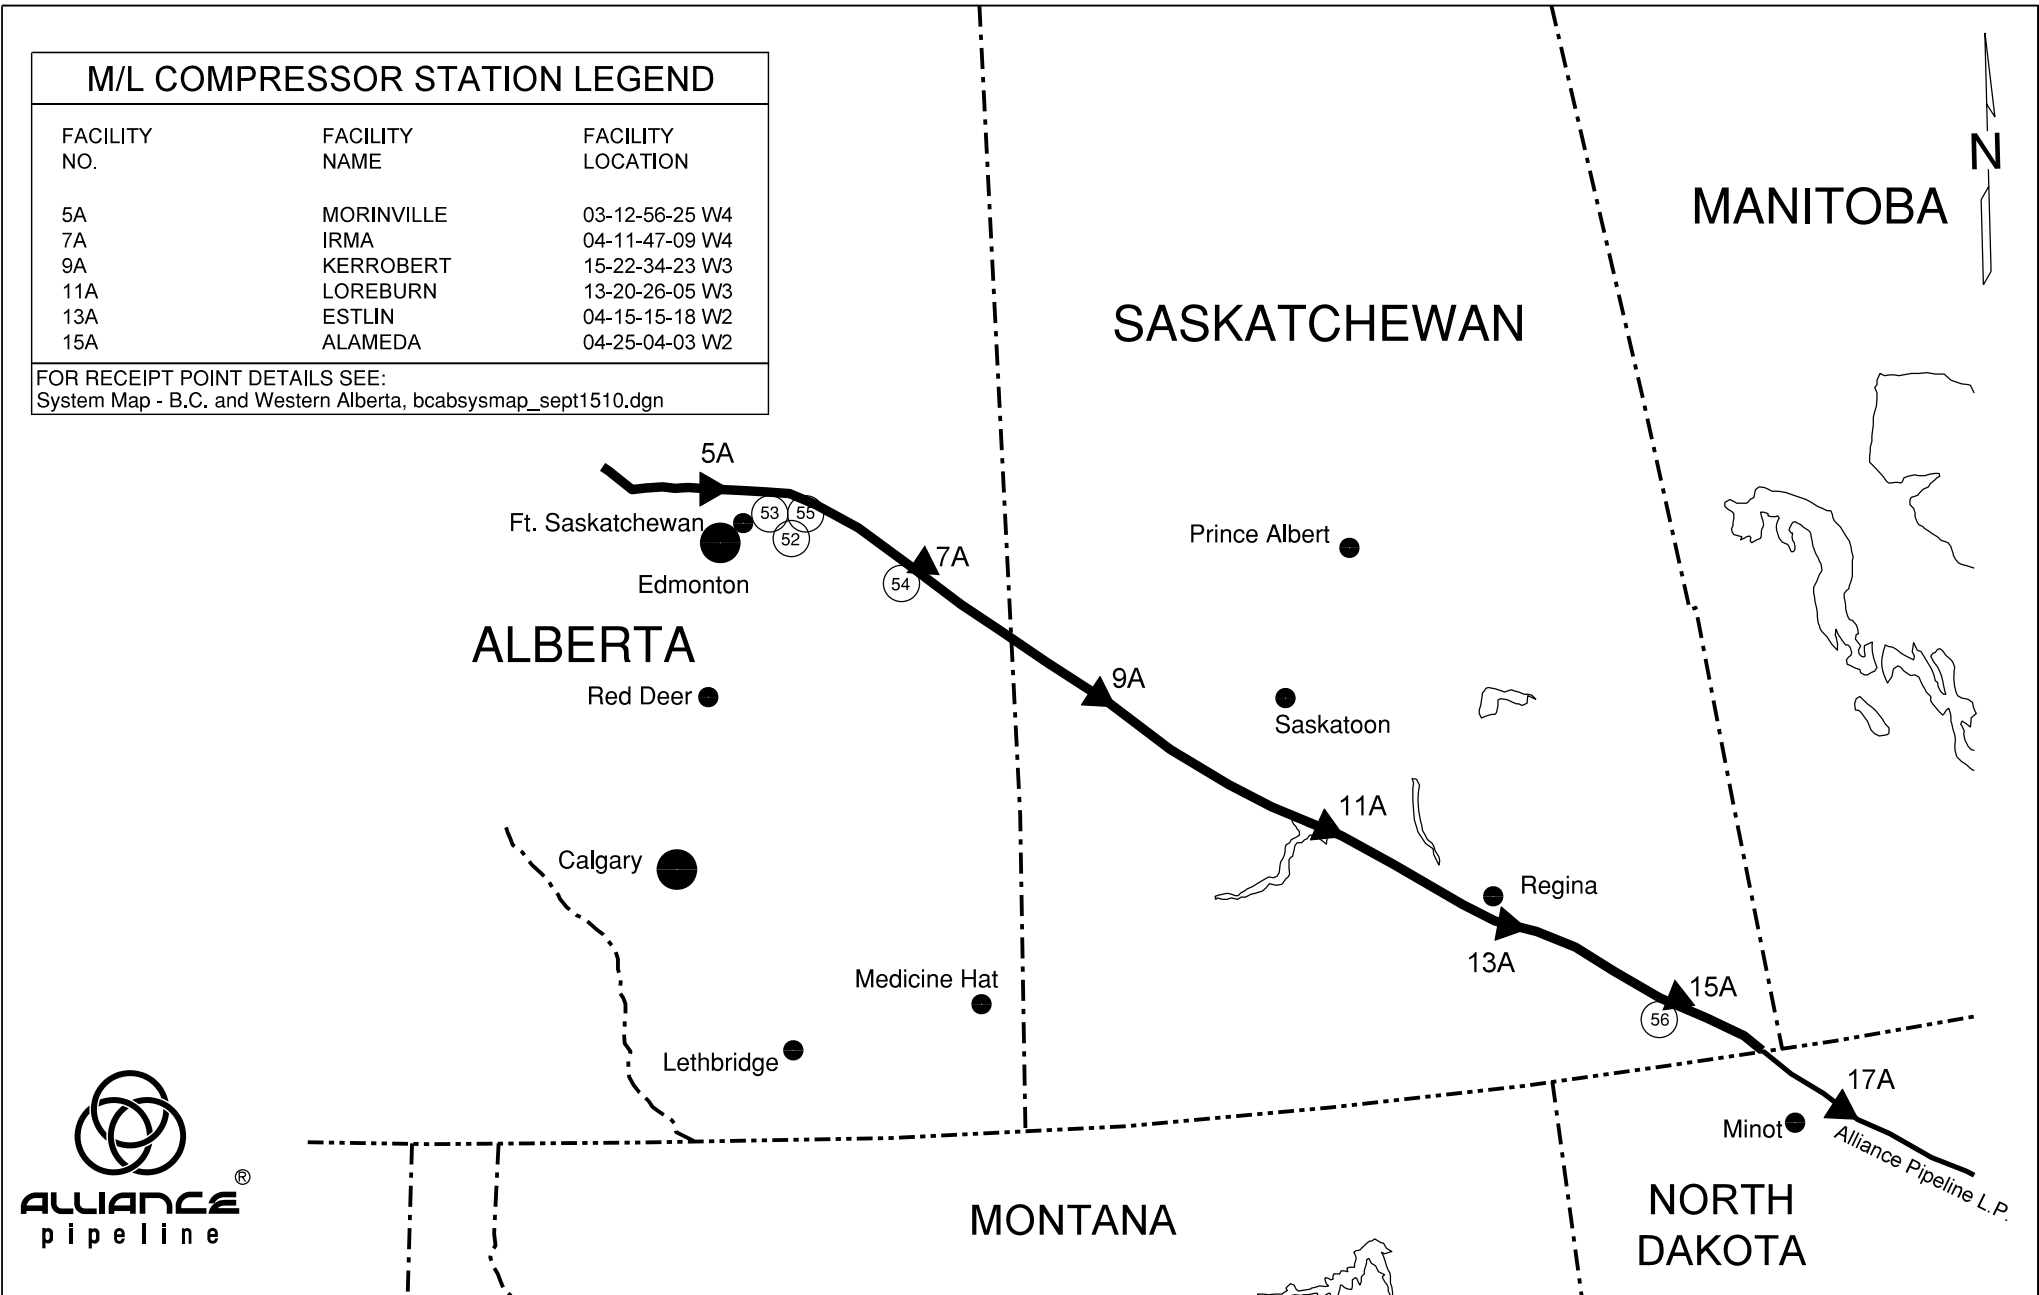 M/L COMPRESSOR STATION LEGEND
FACILITY NO. FACILITY NAME FACILITY LOCATION
5A MORINVILLE 03-12-56-25 W4
7A IRMA 04-11-47-09 W4
9A KERROBERT 15-22-34-23 W3
11A LOREBURN 13-20-26-05 W3
13A ESTLIN 04-15-15-18 W2
15A ALAMEDA 04-25-04-03 W2
FOR RECEIPT POINT DETAILS SEE:
System Map - B.C. and Western Alberta, bcabsysmap_sept1510.dgn
N
MANITOBA
SASKATCHEWAN
5A
Ft. Saskatchewan
53
55
52
Edmonton
7A
54
Prince Albert
ALBERTA
Red Deer
9A
Saskatoon
11A
Calgary
Regina
13A
Medicine Hat
15A
56
Lethbridge
17A
Minot
Alliance Pipeline L.P.
ALLIANCE ®
pipeline
MONTANA
NORTH
DAKOTA